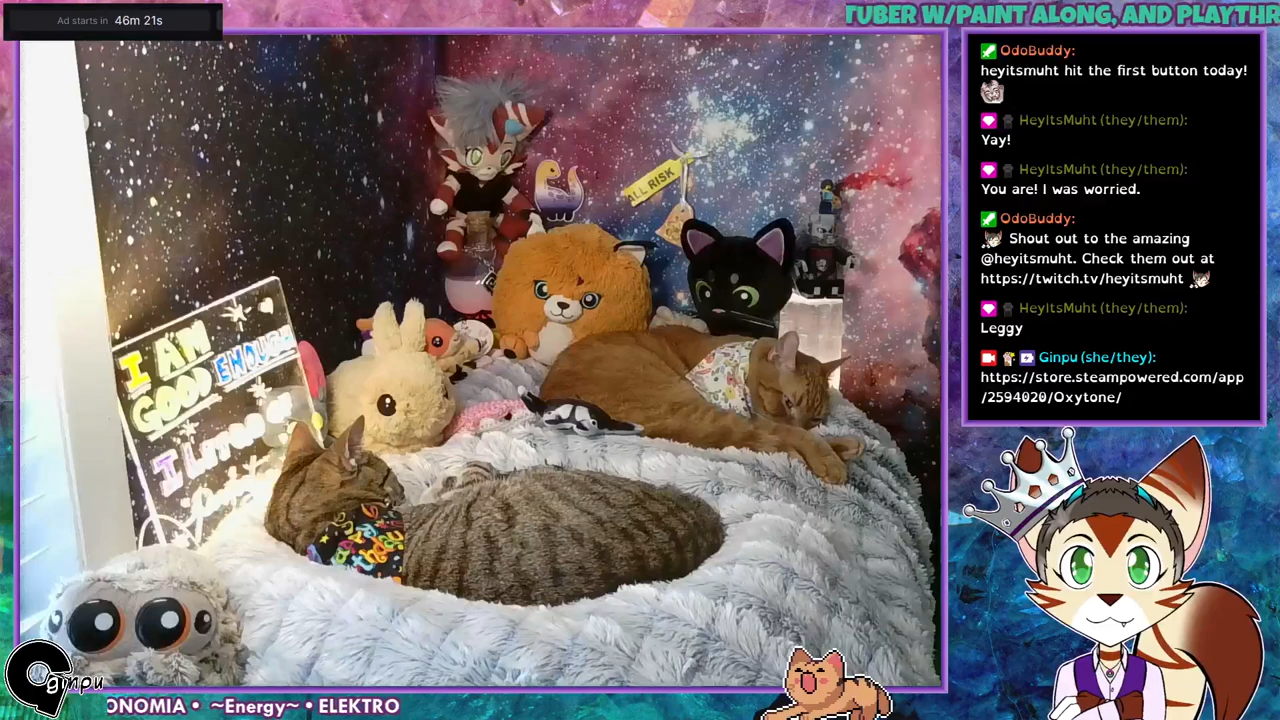 Ad starts in 46m 21s
TUBER W/PAINT ALONG, AND PLAYTHR
OdoBuddy:
heyitsmuht hit the first button today!
HeyItsMuht (they/them):
Yay!
HeyItsMuht (they/them):
You are! I was worried.
OdoBuddy:
Shout out to the amazing
@heyitsmuht. Check them out at
https://twitch.tv/heyitsmuht
HeyItsMuht (they/them):
Leggy
Ginpu (she/they):
https://store.steampowered.com/app
/2594020/Oxytone/
ALL RISK
I AM
GOOD ENOUGH
ginpu
ONOMIA • ~Energy~ • ELEKTRO